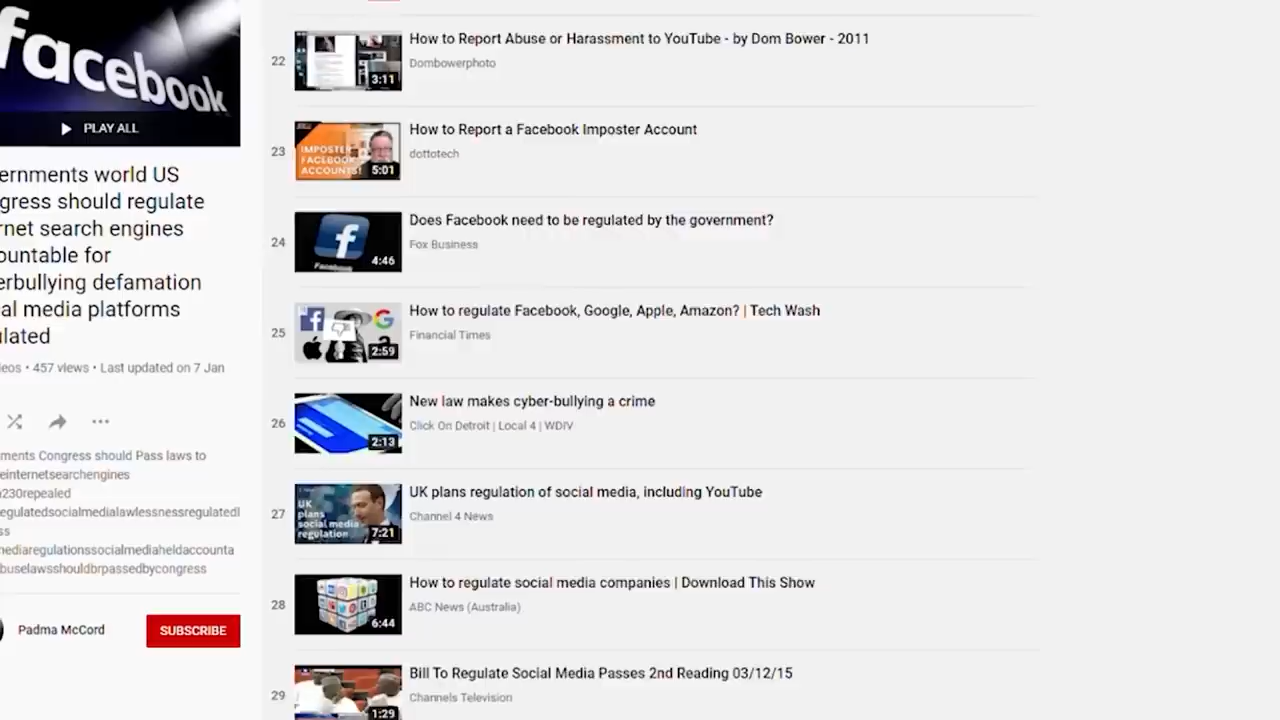 facebook
PLAY ALL
ernments world US
gress should regulate
rnet search engines
ountable for
erbullying defamation
al media platforms
ulated
eos • 457 views • Last updated on 7 Jan
ments Congress should Pass laws to
einternetsearchengines
a230repealed
egulatedsocialmedialawlessnessregulatedl
ss
nediaregulationssocialmediaheldaccounta
buselawsshouldbrpassedbycongress
Padma McCord
SUBSCRIBE
22
3:11
How to Report Abuse or Harassment to YouTube - by Dom Bower - 2011
Dombowerphoto
23
IMPOSTER
FACEBOOK
ACCOUNTS!
5:01
How to Report a Facebook Imposter Account
dottotech
24
Facebook
4:46
Does Facebook need to be regulated by the government?
Fox Business
25
2:59
How to regulate Facebook, Google, Apple, Amazon? | Tech Wash
Financial Times
26
2:13
New law makes cyber-bullying a crime
Click On Detroit | Local 4 | WDIV
27
UK
plans
social media
regulation
7:21
UK plans regulation of social media, including YouTube
Channel 4 News
28
6:44
How to regulate social media companies | Download This Show
ABC News (Australia)
29
1:29
Bill To Regulate Social Media Passes 2nd Reading 03/12/15
Channels Television